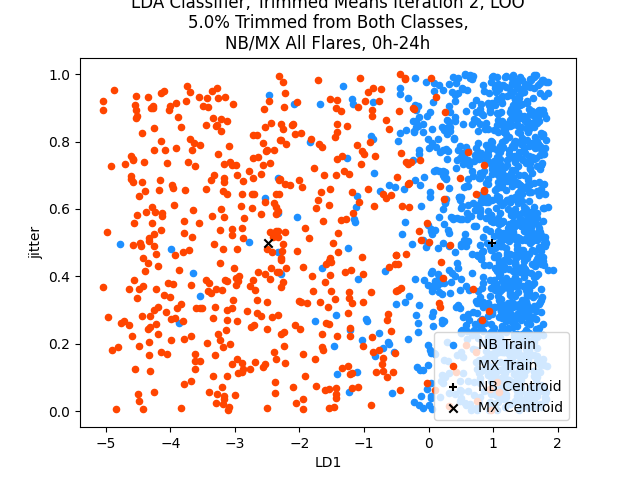 LDA Classifier, Trimmed Means Iteration 2, LOO
5.0% Trimmed from Both Classes,
NB/MX All Flares, 0h-24h
1.0
0.8
0.6
0.4
0.2
0.0
jitter
NB Train
MX Train
NB Centroid
MX Centroid
−5
−4
−3
−2
−1
0
1
2
LD1